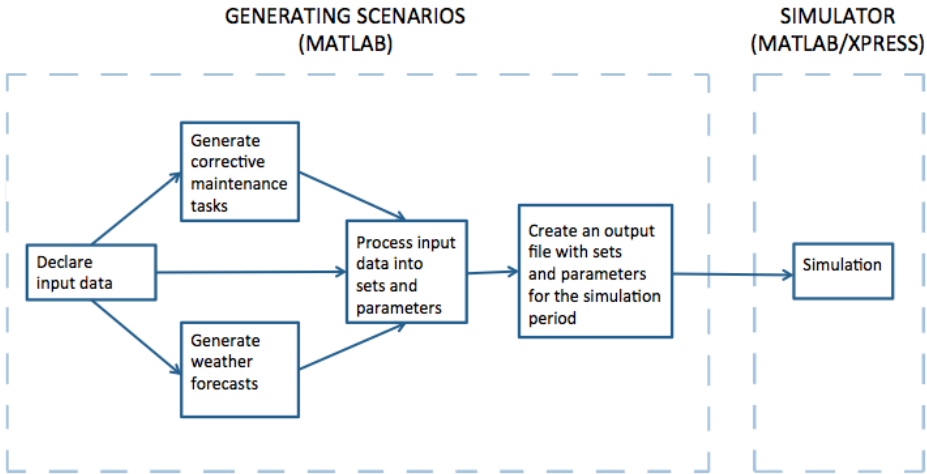 GENERATING SCENARIOS
(MATLAB)
SIMULATOR
(MATLAB/XPRESS)
Generate
corrective
maintenance
tasks
Declare
input data
Process input
data into
sets and
parameters
Create an output
file with sets
and parameters
for the simulation
period
Simulation
Generate
weather
forecasts